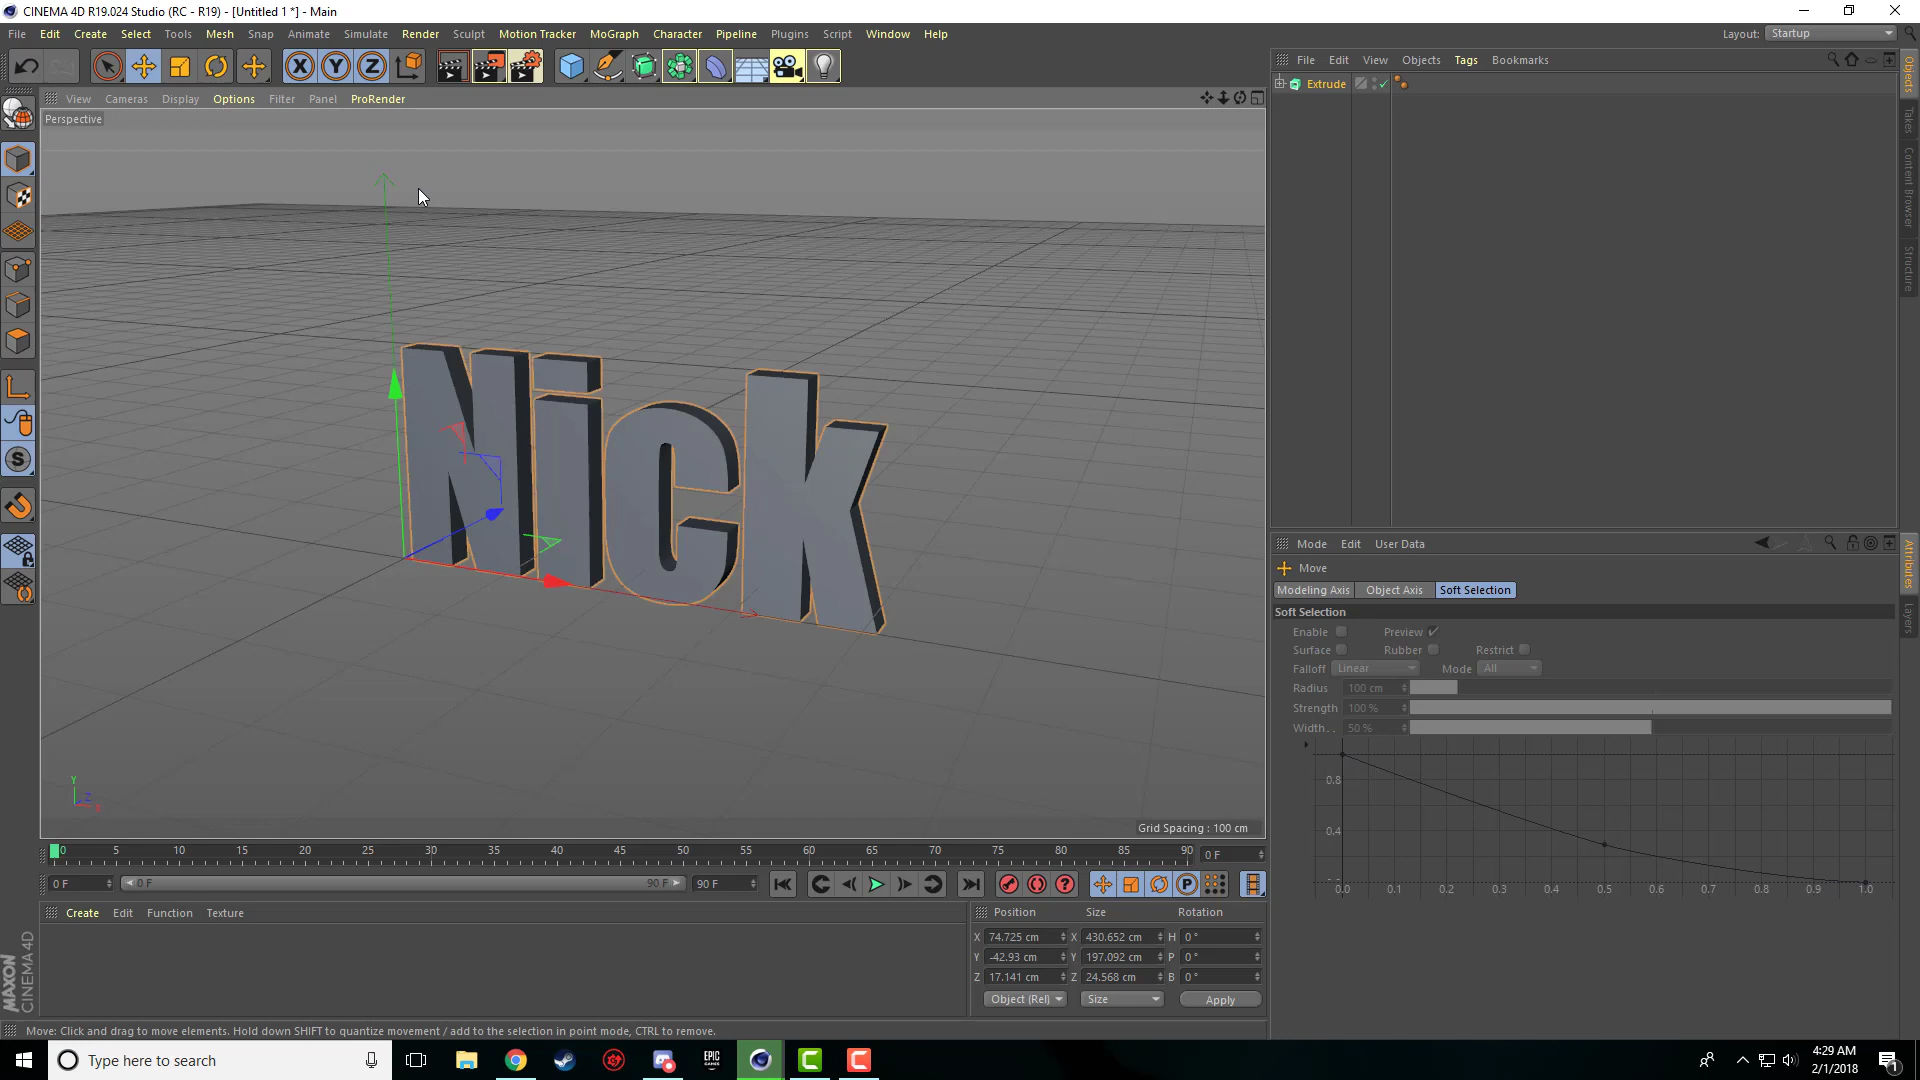 CINEMA 4D R19.024 Studio (RC - R19) - [Untitled 1 *] - Main
File Edit Create Select Tools Mesh Snap Animate Simulate Render Sculpt Motion Tracker MoGraph Character Pipeline Plugins Script Window Help
Layout: Startup
X Y Z
File Edit View Objects Tags Bookmarks
Extrude
View Cameras Display Options Filter Panel ProRender
Perspective
Nick
Y Z X
Grid Spacing : 100 cm
S
Objects
Takes
Content Browser
Structure
Mode Edit User Data
Move
Modeling Axis Object Axis Soft Selection
Soft Selection
Enable Preview
Surface Rubber Restrict
Falloff Linear Mode All
Radius 100 cm
Strength 100 %
Width. . 50 %
0.8
0.4
0.0 0.1 0.2 0.3 0.4 0.5 0.6 0.7 0.8 0.9 1.0
Attributes
Layers
0 5 10 15 20 25 30 35 40 45 50 55 60 65 70 75 80 85 90
0 F
0 F 0 F 90 F 90 F
P
Create Edit Function Texture
Position Size Rotation
X 74.725 cm X 430.652 cm H 0 °
Y -42.93 cm Y 197.092 cm P 0 °
Z 17.141 cm Z 24.568 cm B 0 °
Object (Rel) Size Apply
MAXON
CINEMA 4D
Move: Click and drag to move elements. Hold down SHIFT to quantize movement / add to the selection in point mode, CTRL to remove.
Type here to search
EPIC
GAMES
4:29 AM
2/1/2018
1